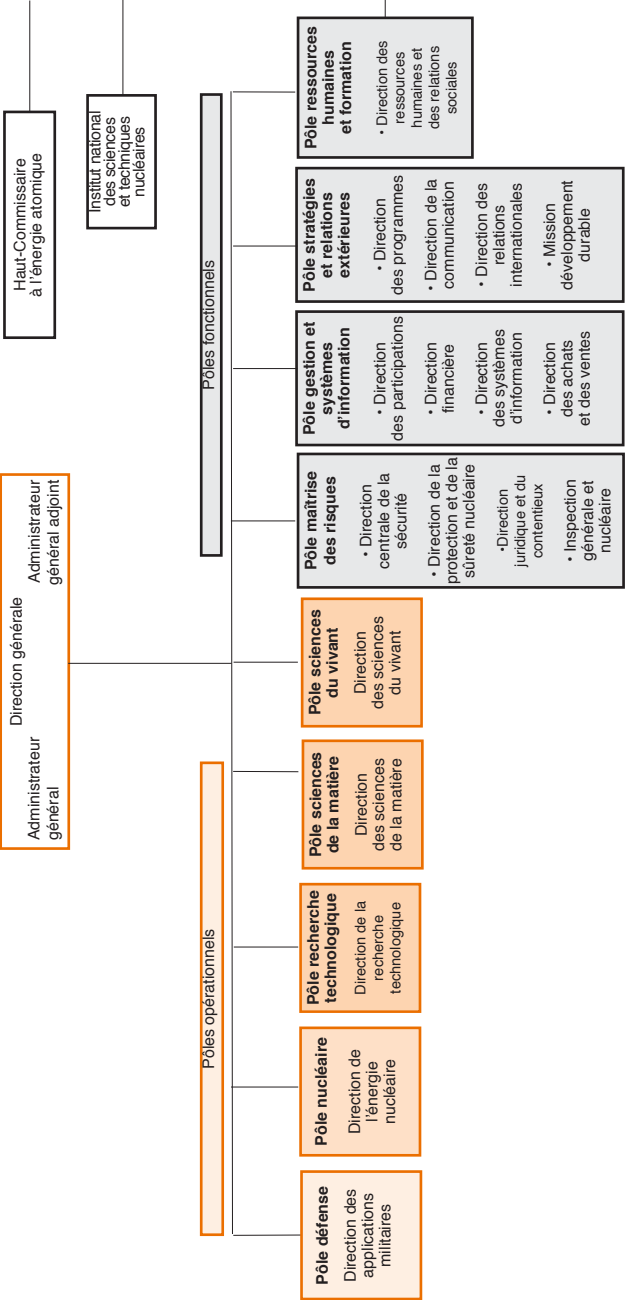 Direction générale
Administrateur
général
Administrateur
général adjoint
Haut-Commissaire
à l'énergie atomique
Institut national
des sciences
et techniques
nucléaires
Pôles opérationnels
Pôles fonctionnels
Pôle défense
Direction des
applications
militaires
Pôle nucléaire
Direction de
l'énergie
nucléaire
Pôle recherche
technologique
Direction de la
recherche
technologique
Pôle sciences
de la matière
Direction
des sciences
de la matière
Pôle sciences
du vivant
Direction
des sciences
du vivant
Pôle maîtrise
des risques
• Direction
centrale de la
sécurité
• Direction de la
protection et de la
sûreté nucléaire
•Direction
juridique et du
contentieux
• Inspection
générale et
nucléaire
Pôle gestion et
systèmes
d'information
• Direction
des participations
• Direction
financière
• Direction
des systèmes
d'information
• Direction
des achats
et des ventes
Pôle stratégies
et relations
extérieures
• Direction
des programmes
• Direction de la
communication
• Direction des
relations
internationales
• Mission
développement
durable
Pôle ressources
humaines
et formation
• Direction des
ressources
humaines et
des relations
sociales